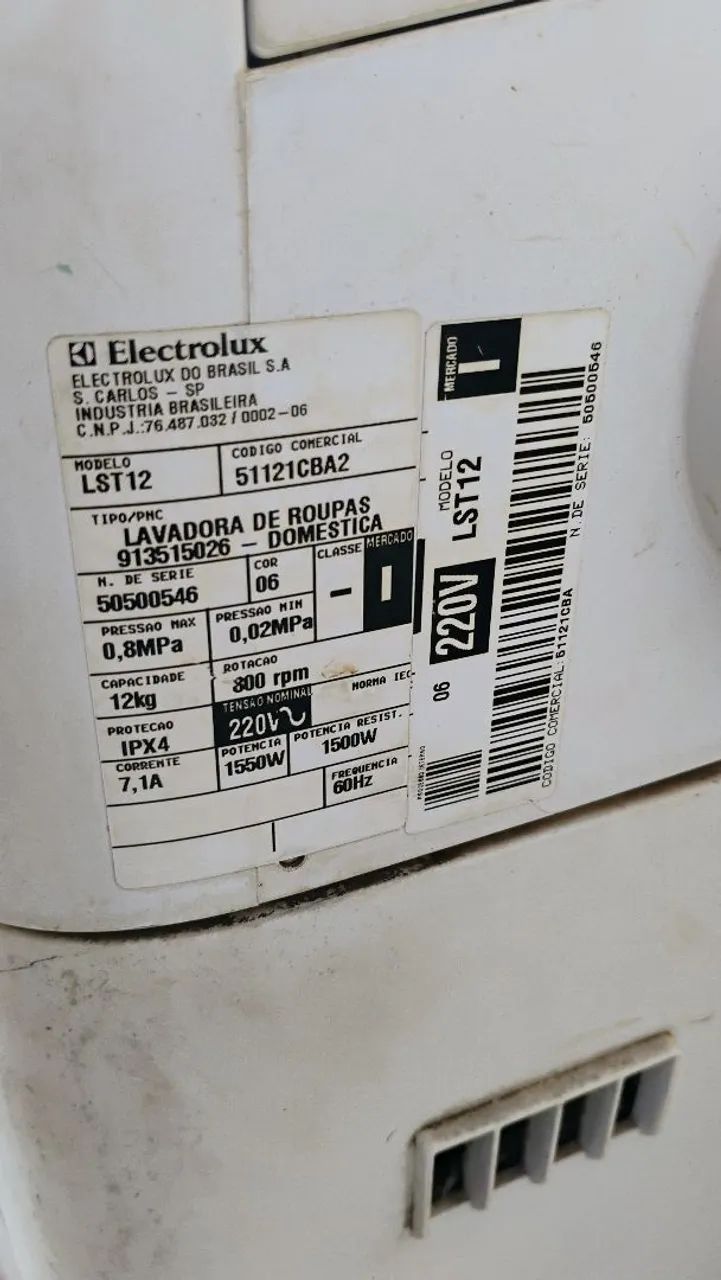 Electrolux
ELECTROLUX DO BRASIL S.A
S. CARLOS - SP
INDUSTRIA BRASILEIRA
C.N.P.J.:76.487.032 / 0002-06
MODELO
LST12
CODIGO COMERCIAL
51121CBA2
TIPO/PNC
LAVADORA DE ROUPAS
913515026 - DOMESTICA
N. DE SERIE
50500546
COR
06
CLASSE
-
MERCADO
I
PRESSAO MAX
0,8MPa
PRESSAO MIN
0,02MPa
CAPACIDADE
12kg
ROTACAO
800 rpm
NORMA IEC
PROTECAO
IPX4
TENSAO NOMINAL
220V
CORRENTE
7,1A
POTENCIA
1550W
POTENCIA RESIST.
1500W
FREQUENCIA
60Hz
MERCADO
I
MODELO
LST12
220V
06
CODIGO COMERCIAL:51121CBA
N.DE SERIE: 50500546